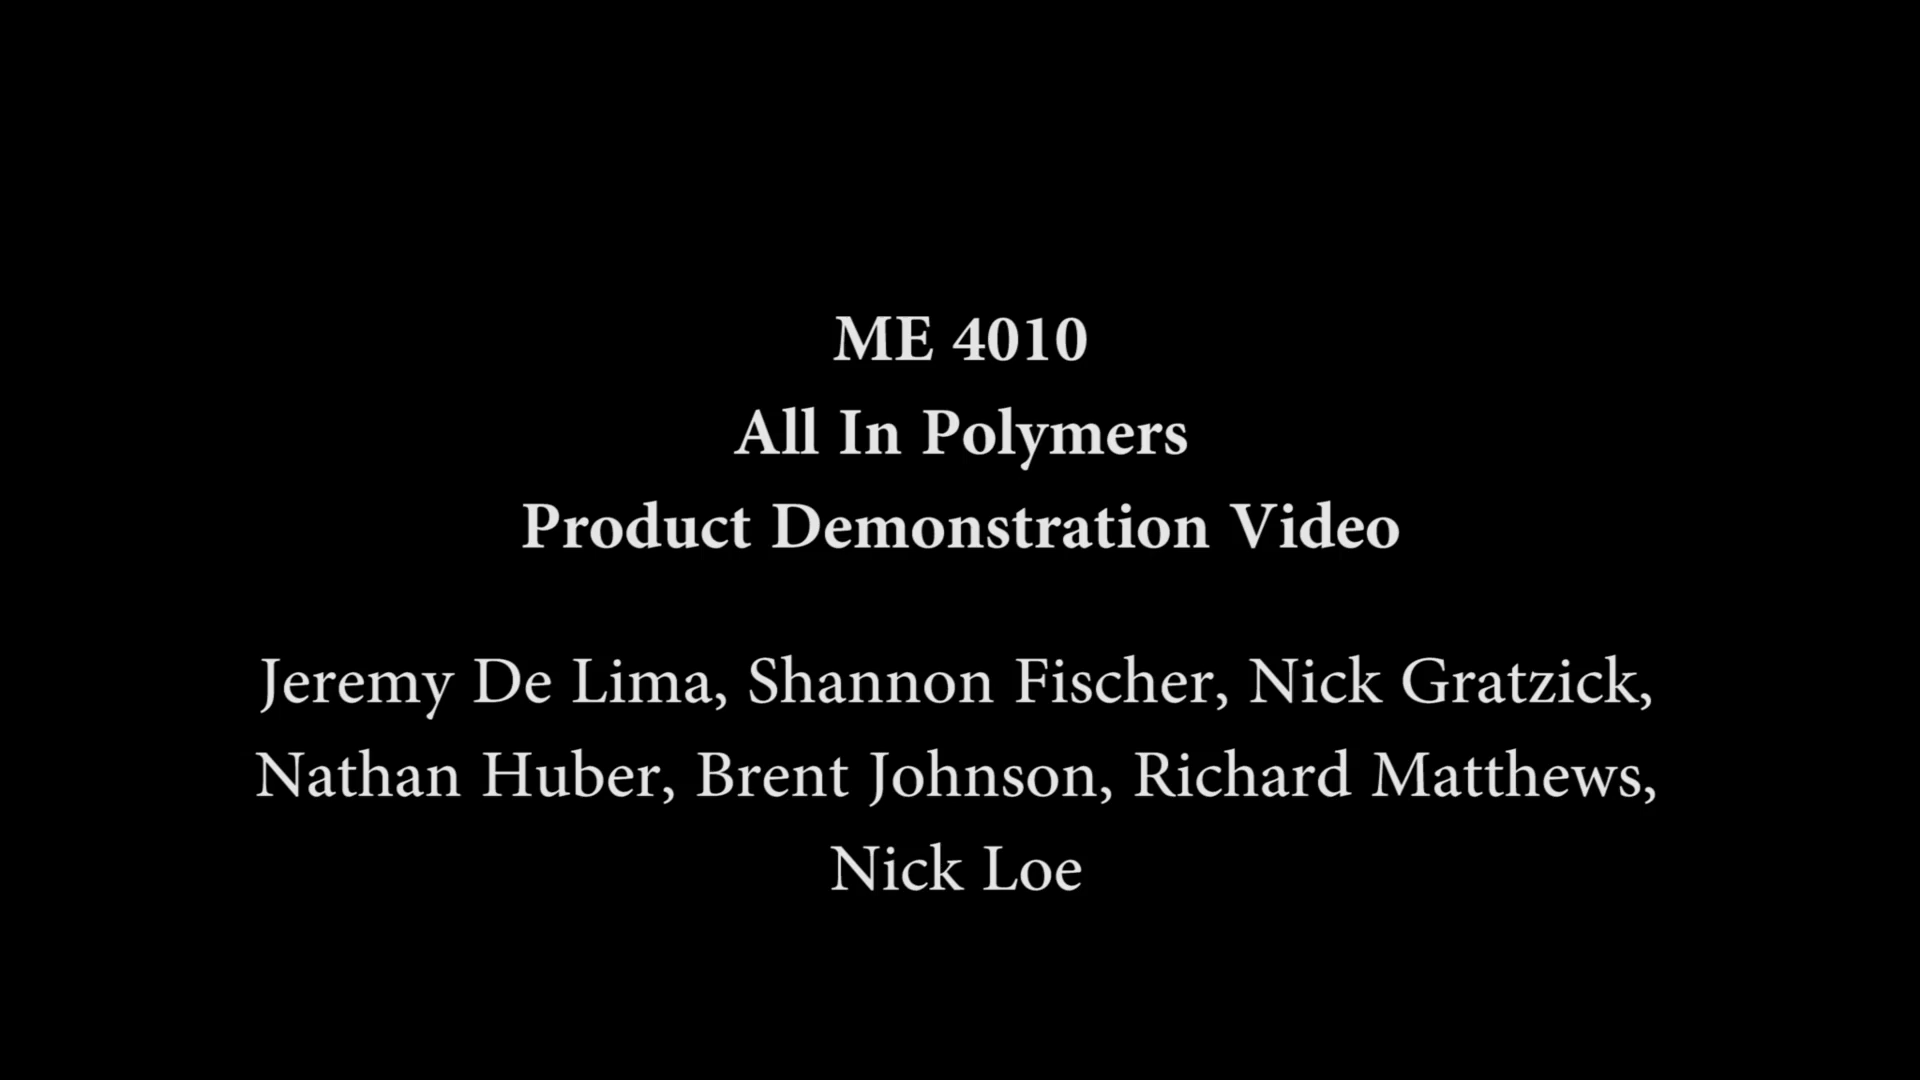 ME 4010
All In Polymers
Product Demonstration Video
Jeremy De Lima, Shannon Fischer, Nick Gratzick,
Nathan Huber, Brent Johnson, Richard Matthews,
Nick Loe